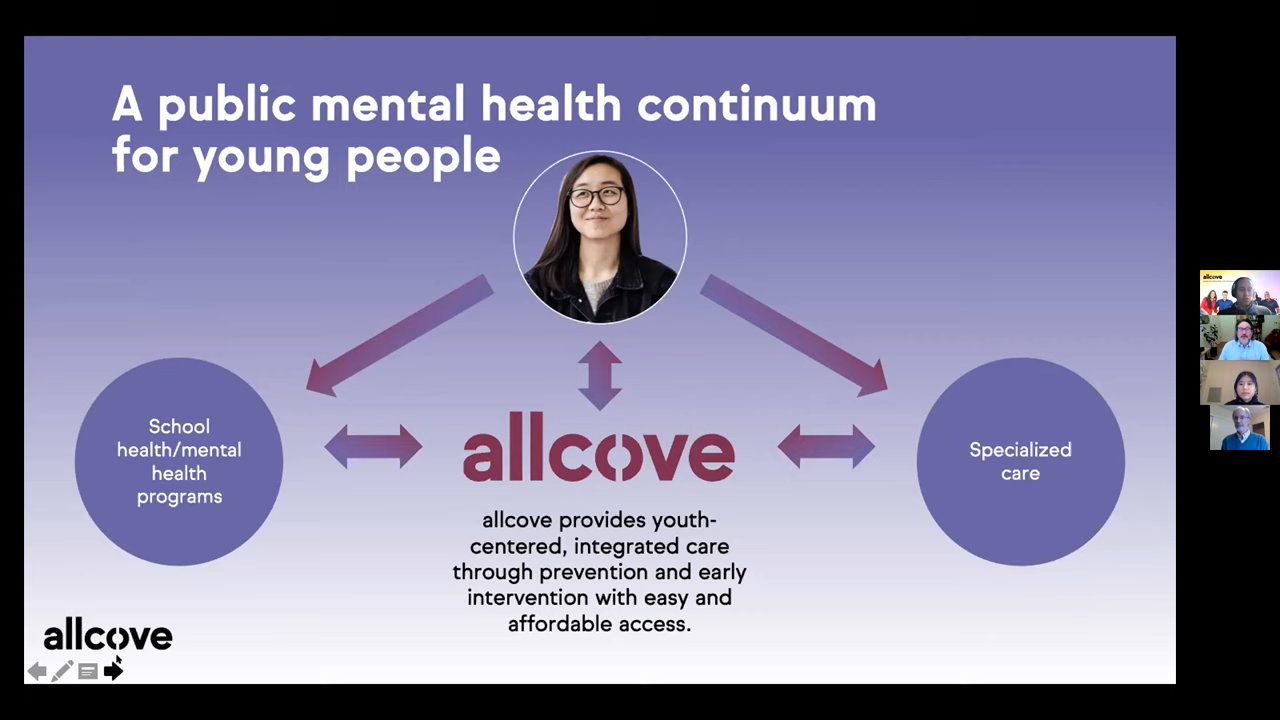 A public mental health continuum
for young people
School
health/mental
health
programs
allcove
allcove provides youth-
centered, integrated care
through prevention and early
intervention with easy and
affordable access.
Specialized
care
allcove
allcove